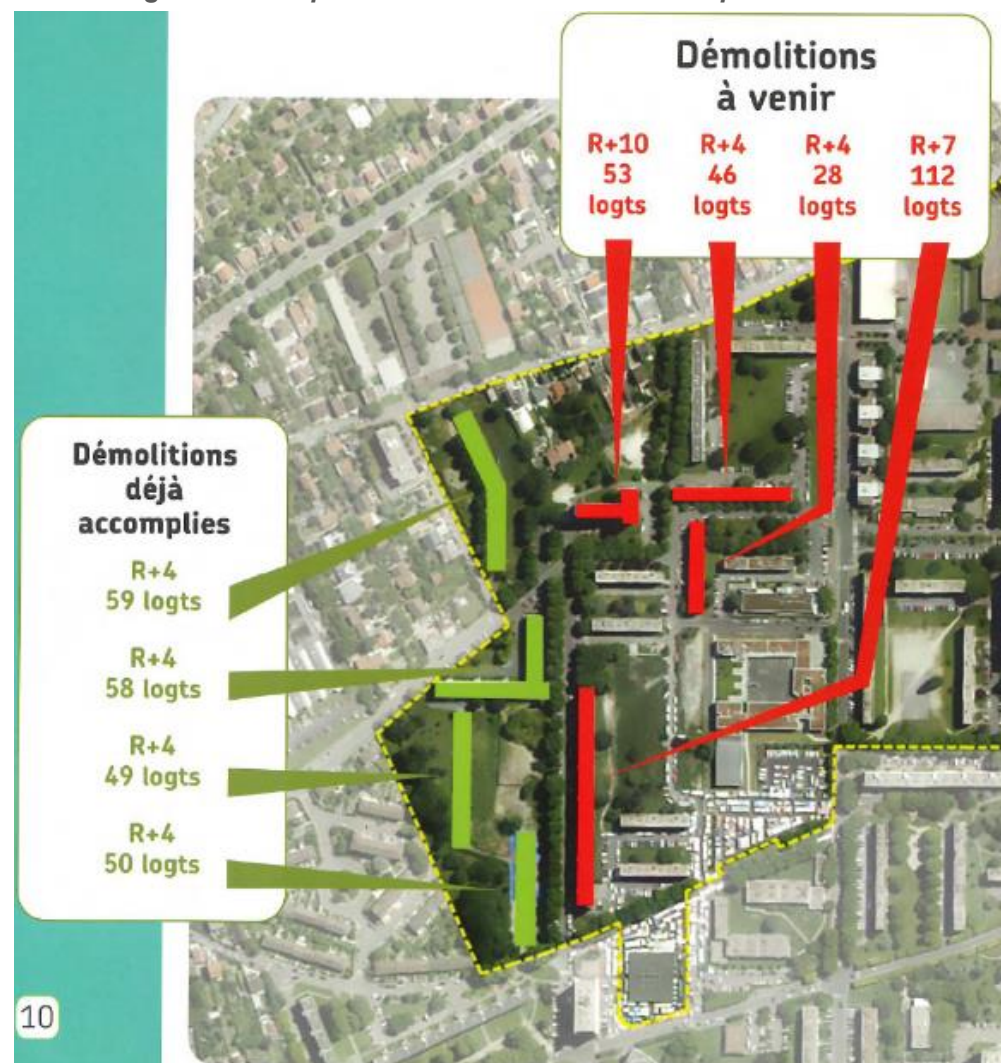 Démolitions
à venir
R+10 R+4 R+4 R+7
53 46 28 112
logts logts logts logts
Démolitions
déjà
accomplies
R+4
59 logts
R+4
58 logts
R+4
49 logts
R+4
50 logts
10